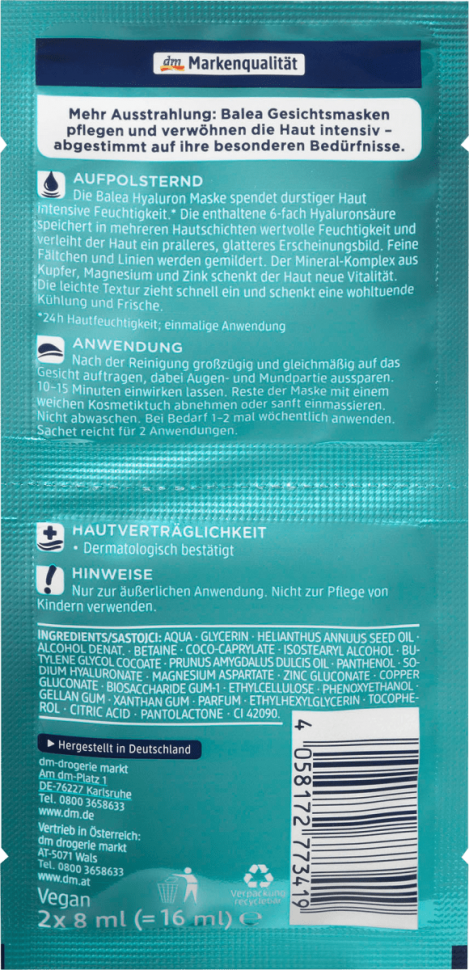 dm Markenqualität
Mehr Ausstrahlung: Balea Gesichtsmasken
pflegen und verwöhnen die Haut intensiv –
abgestimmt auf ihre besonderen Bedürfnisse.
AUFPOLSTERND
Die Balea Hyaluron Maske spendet durstiger Haut
intensive Feuchtigkeit.* Die enthaltene 6-fach Hyaluronsäure
speichert in mehreren Hautschichten wertvolle Feuchtigkeit und
verleiht der Haut ein pralleres, glatteres Erscheinungsbild. Feine
Fältchen und Linien werden gemildert. Der Mineral-Komplex aus
Kupfer, Magnesium und Zink schenkt der Haut neue Vitalität.
Die leichte Textur zieht schnell ein und schenkt eine wohltuende
Kühlung und Frische.
*24h Hautfeuchtigkeit; einmalige Anwendung
ANWENDUNG
Nach der Reinigung großzügig und gleichmäßig auf das
Gesicht auftragen, dabei Augen- und Mundpartie aussparen.
10–15 Minuten einwirken lassen. Reste der Maske mit einem
weichen Kosmetiktuch abnehmen oder sanft einmassieren.
Nicht abwaschen. Bei Bedarf 1–2 mal wöchentlich anwenden.
Sachet reicht für 2 Anwendungen.
HAUTVERTRÄGLICHKEIT
• Dermatologisch bestätigt
HINWEISE
Nur zur äußerlichen Anwendung. Nicht zur Pflege von
Kindern verwenden.
INGREDIENTS/SASTOJCI: AQUA · GLYCERIN · HELIANTHUS ANNUUS SEED OIL ·
ALCOHOL DENAT. · BETAINE · COCO-CAPRYLATE · ISOSTEARYL ALCOHOL · BU-
TYLENE GLYCOL COCOATE · PRUNUS AMYGDALUS DULCIS OIL · PANTHENOL · SO-
DIUM HYALURONATE · MAGNESIUM ASPARTATE · ZINC GLUCONATE · COPPER
GLUCONATE · BIOSACCHARIDE GUM-1 · ETHYLCELLULOSE · PHENOXYETHANOL ·
GELLAN GUM · XANTHAN GUM · PARFUM · ETHYLHEXYLGLYCERIN · TOCOPHE-
ROL · CITRIC ACID · PANTOLACTONE · CI 42090.
Hergestellt in Deutschland
dm-drogerie markt
Am dm-Platz 1
DE-76227 Karlsruhe
Tel. 0800 3658633
www.dm.de
Vertrieb in Österreich:
dm drogerie markt
AT-5071 Wals
Tel. 0800 3658633
www.dm.at
Vegan
2x 8 ml (= 16 ml) ℮
Verpackung
recyclebar
4 058172 773419